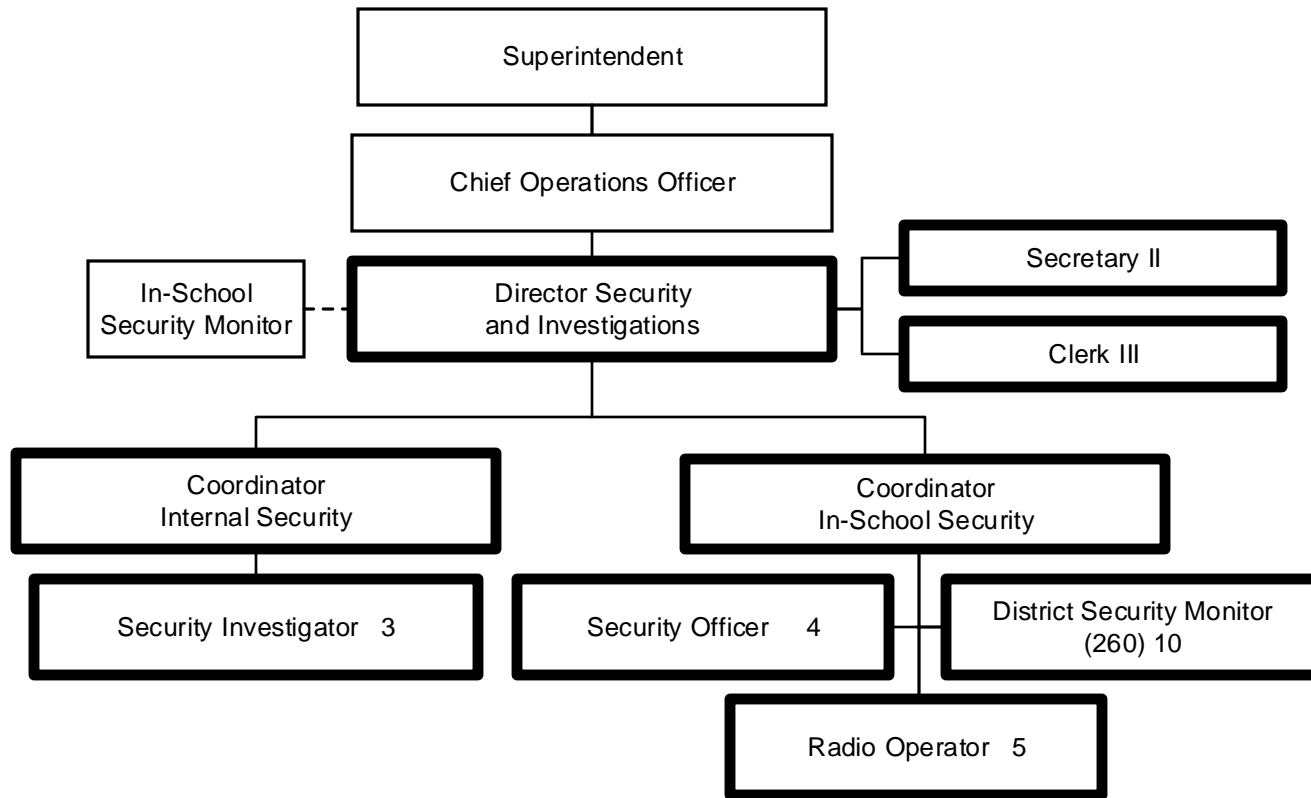 Superintendent
Chief Operations Officer
In-School
Security Monitor
Director Security
and Investigations
Secretary II
Clerk III
Coordinator
Internal Security
Coordinator
In-School Security
Security Investigator 3
Security Officer 4
District Security Monitor
(260) 10
Radio Operator 5